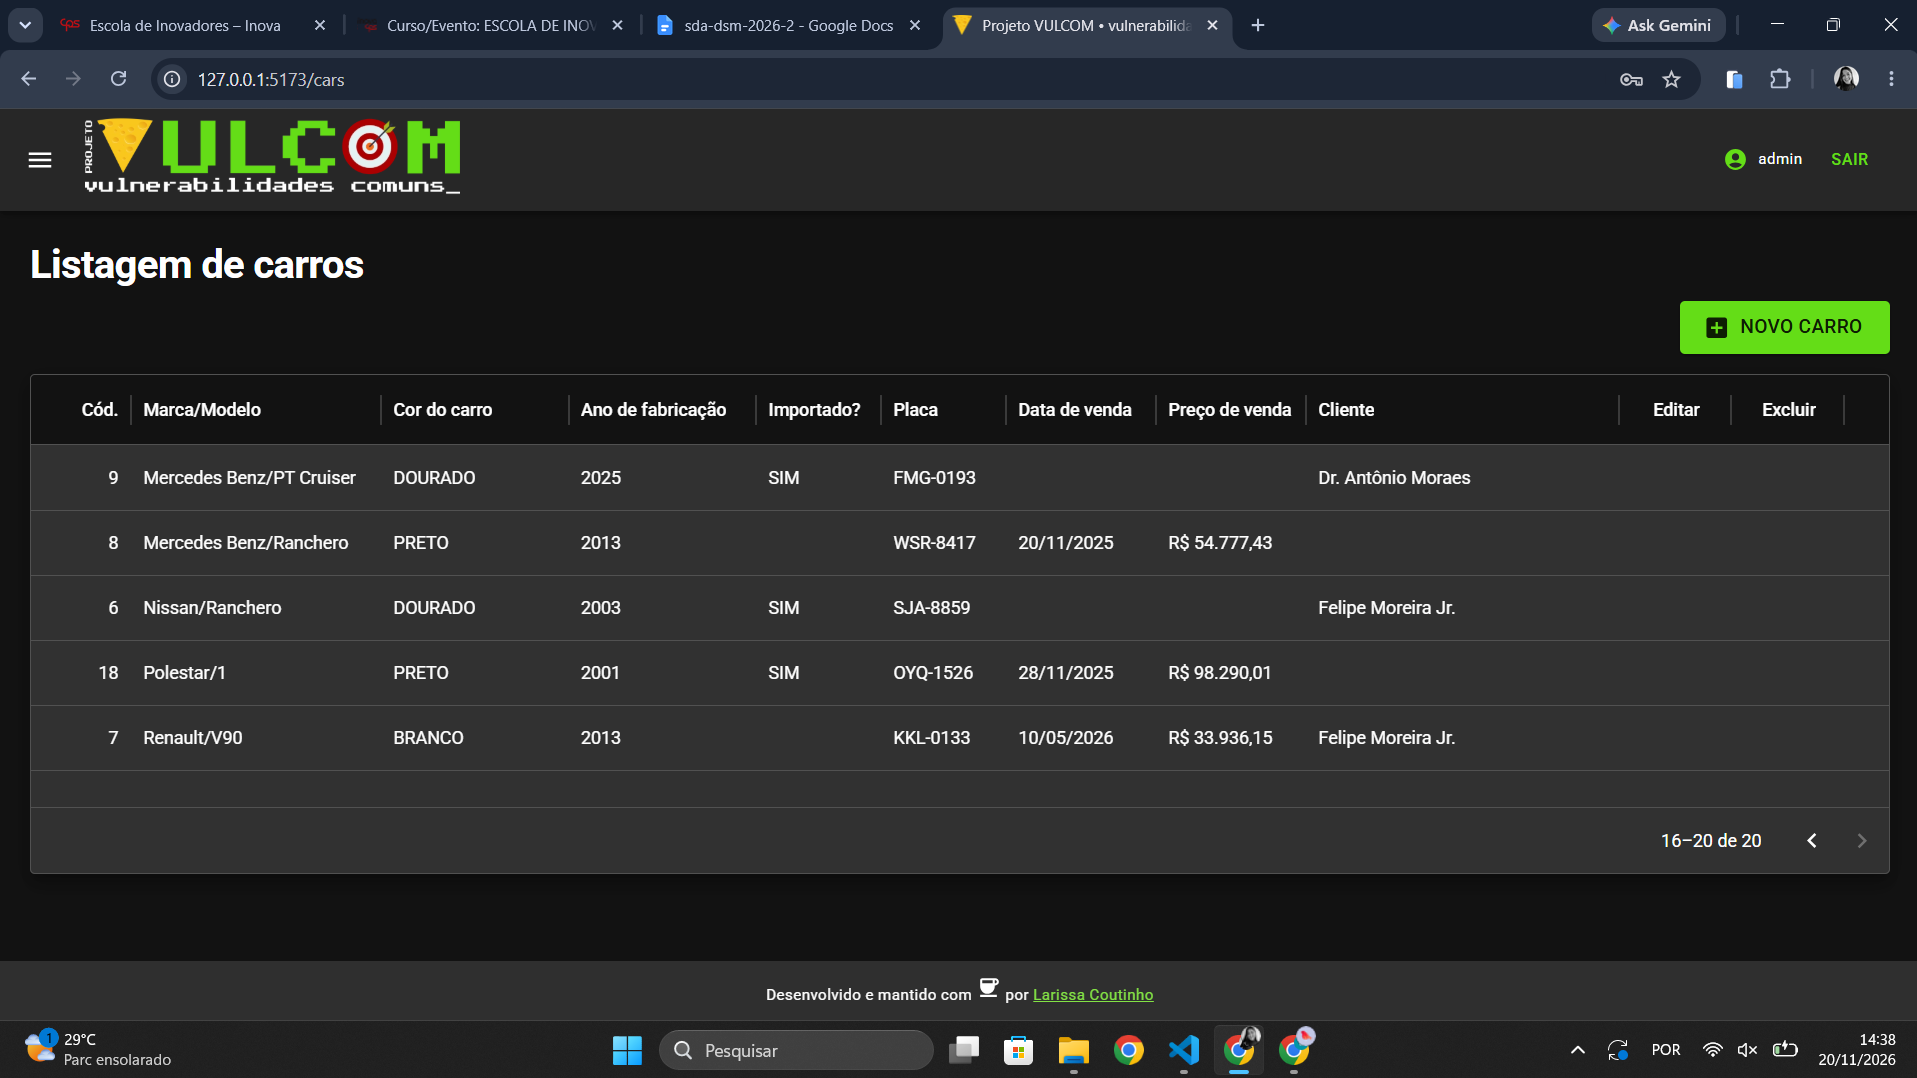 Escola de Inovadores – Inova
Curso/Evento: ESCOLA DE INOV
sda-dsm-2026-2 - Google Docs
Projeto VULCOM • vulnerabilida
Ask Gemini
127.0.0.1:5173/cars
PROJETO VULCOM
vulnerabilidades comuns_
admin
SAIR
Listagem de carros
NOVO CARRO
Cód. Marca/Modelo Cor do carro Ano de fabricação Importado? Placa Data de venda Preço de venda Cliente Editar Excluir
9 Mercedes Benz/PT Cruiser DOURADO 2025 SIM FMG-0193 Dr. Antônio Moraes
8 Mercedes Benz/Ranchero PRETO 2013 WSR-8417 20/11/2025 R$ 54.777,43
6 Nissan/Ranchero DOURADO 2003 SIM SJA-8859 Felipe Moreira Jr.
18 Polestar/1 PRETO 2001 SIM OYQ-1526 28/11/2025 R$ 98.290,01
7 Renault/V90 BRANCO 2013 KKL-0133 10/05/2026 R$ 33.936,15 Felipe Moreira Jr.
16–20 de 20
Desenvolvido e mantido com por Larissa Coutinho
1
29°C
Parc ensolarado
Pesquisar
POR
14:38
20/11/2026